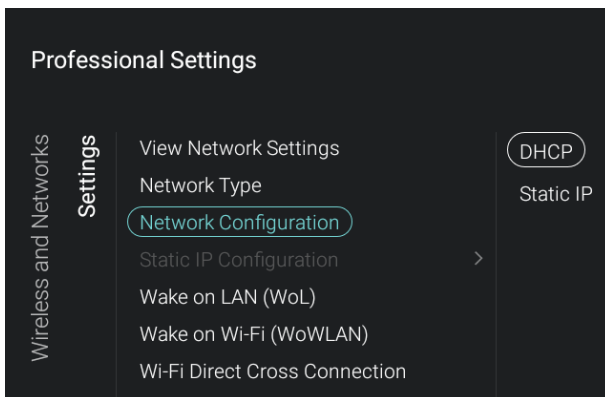 Professional Settings
Wireless and Networks
Settings
View Network Settings
Network Type
Network Configuration
Static IP Configuration
Wake on LAN (WoL)
Wake on Wi-Fi (WoWLAN)
Wi-Fi Direct Cross Connection
DHCP
Static IP